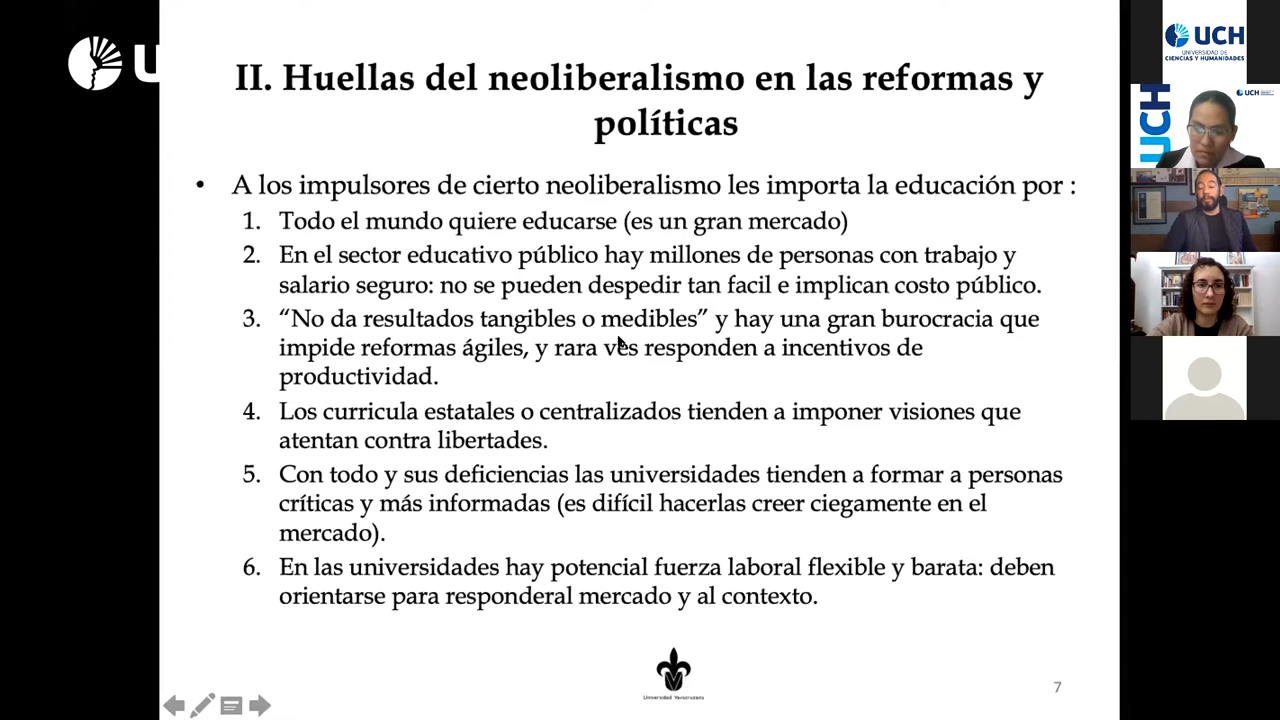 II. Huellas del neoliberalismo en las reformas y
políticas
• A los impulsores de cierto neoliberalismo les importa la educación por :
1. Todo el mundo quiere educarse (es un gran mercado)
2. En el sector educativo público hay millones de personas con trabajo y
salario seguro: no se pueden despedir tan facil e implican costo público.
3. “No da resultados tangibles o medibles” y hay una gran burocracia que
impide reformas ágiles, y rara ves responden a incentivos de
productividad.
4. Los curricula estatales o centralizados tienden a imponer visiones que
atentan contra libertades.
5. Con todo y sus deficiencias las universidades tienden a formar a personas
críticas y más informadas (es difícil hacerlas creer ciegamente en el
mercado).
6. En las universidades hay potencial fuerza laboral flexible y barata: deben
orientarse para responderal mercado y al contexto.
Universidad Veracruzana
7
U
UCH
UNIVERSIDAD DE
CIENCIAS Y HUMANIDADES
UCH
UCH